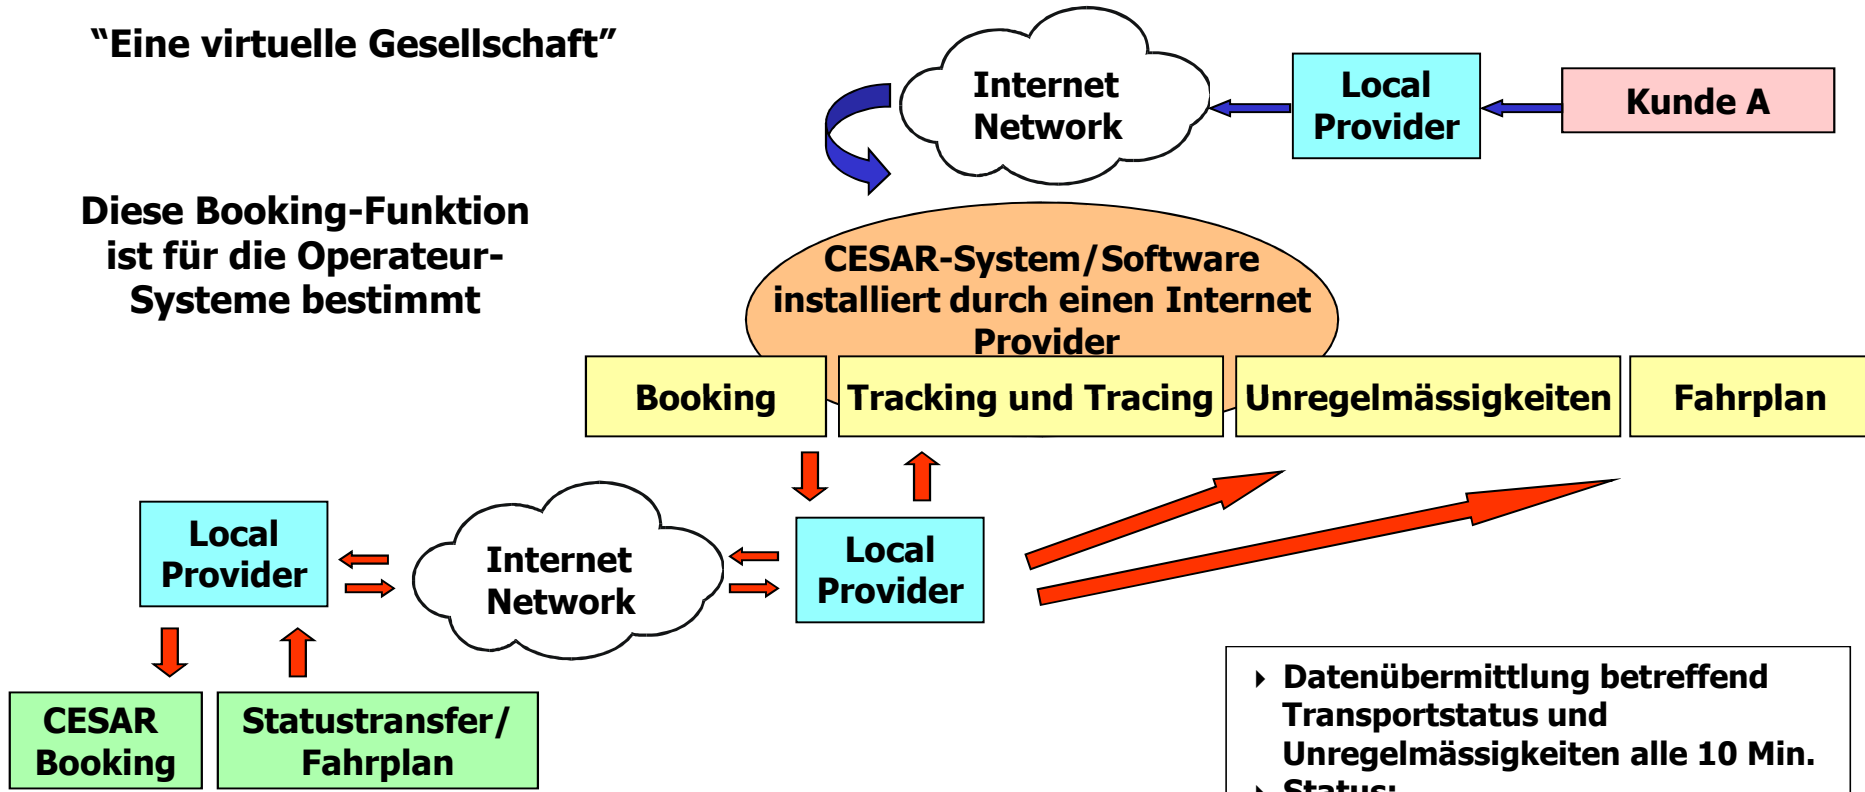 “Eine virtuelle Gesellschaft”
Internet
Network
Local
Provider
Kunde A
Diese Booking-Funktion
ist für die Operateur-
Systeme bestimmt
CESAR-System/Software
installiert durch einen Internet
Provider
Booking
Tracking und Tracing
Unregelmässigkeiten
Fahrplan
Local
Provider
Internet
Network
Local
Provider
CESAR
Booking
Statustransfer/
Fahrplan
Datenübermittlung betreffend
Transportstatus und
Unregelmässigkeiten alle 10 Min.
Status: